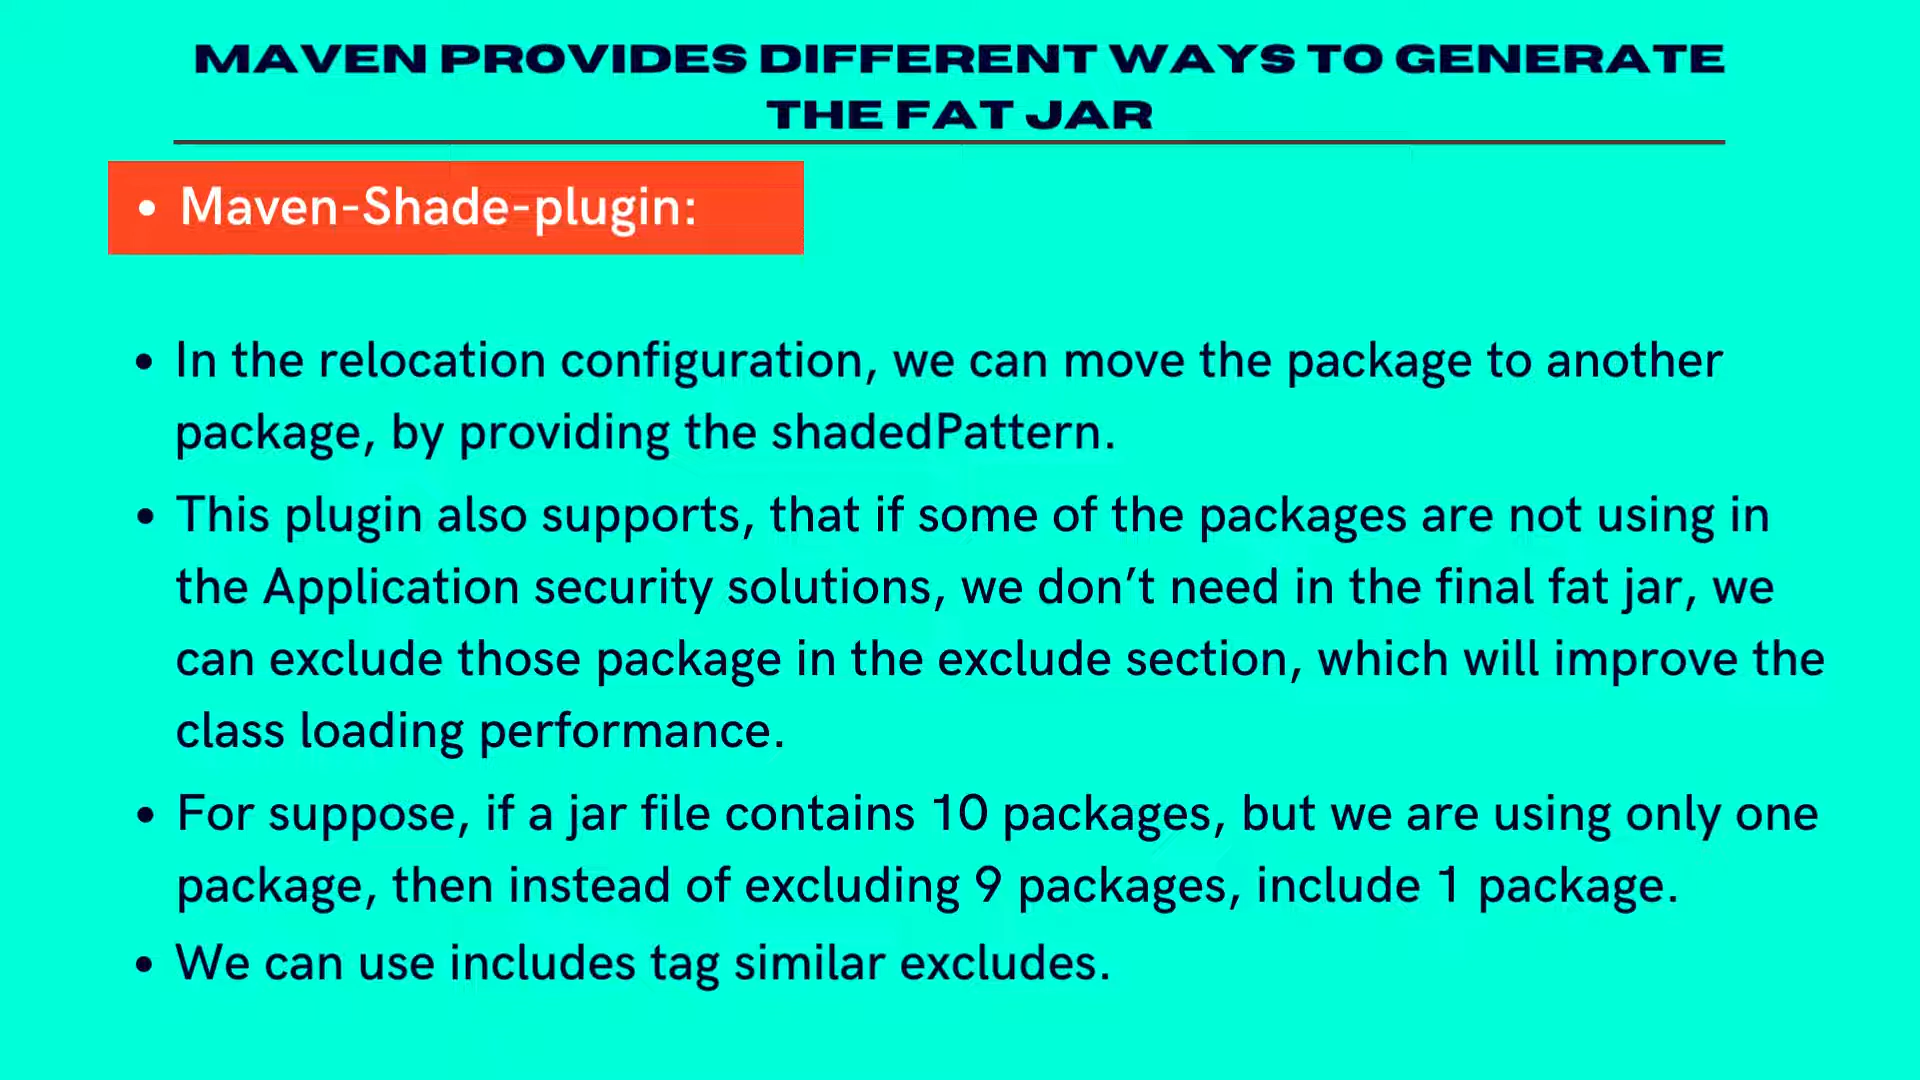 MAVEN PROVIDES DIFFERENT WAYS TO GENERATE
THE FAT JAR
• Maven-Shade-plugin:
• In the relocation configuration, we can move the package to another
package, by providing the shadedPattern.
• This plugin also supports, that if some of the packages are not using in
the Application security solutions, we don’t need in the final fat jar, we
can exclude those package in the exclude section, which will improve the
class loading performance.
• For suppose, if a jar file contains 10 packages, but we are using only one
package, then instead of excluding 9 packages, include 1 package.
• We can use includes tag similar excludes.